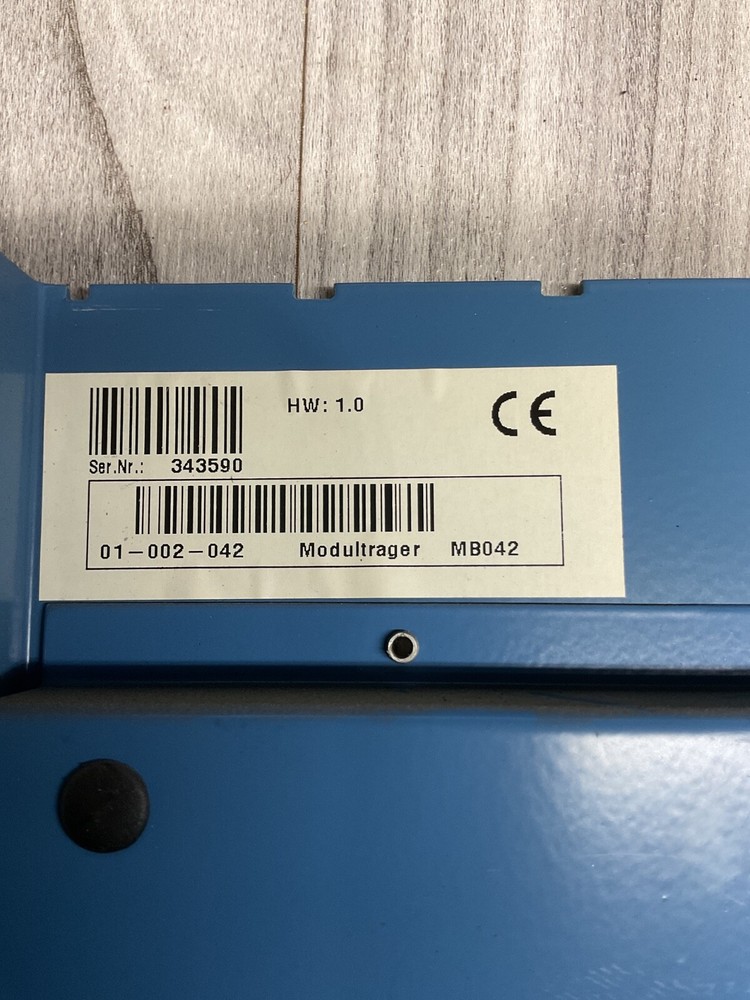 HW: 1.0
CE
Ser.Nr.: 343590
01-002-042 Modultrager MB042